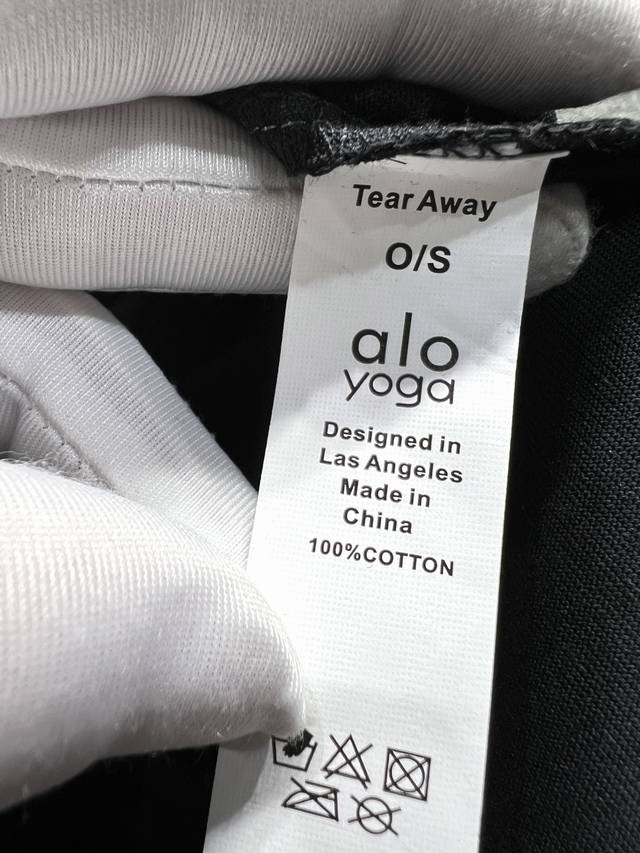 Tear Away
O/S
alo
yoga
Designed in
Las Angeles
Made in
China
100%COTTON